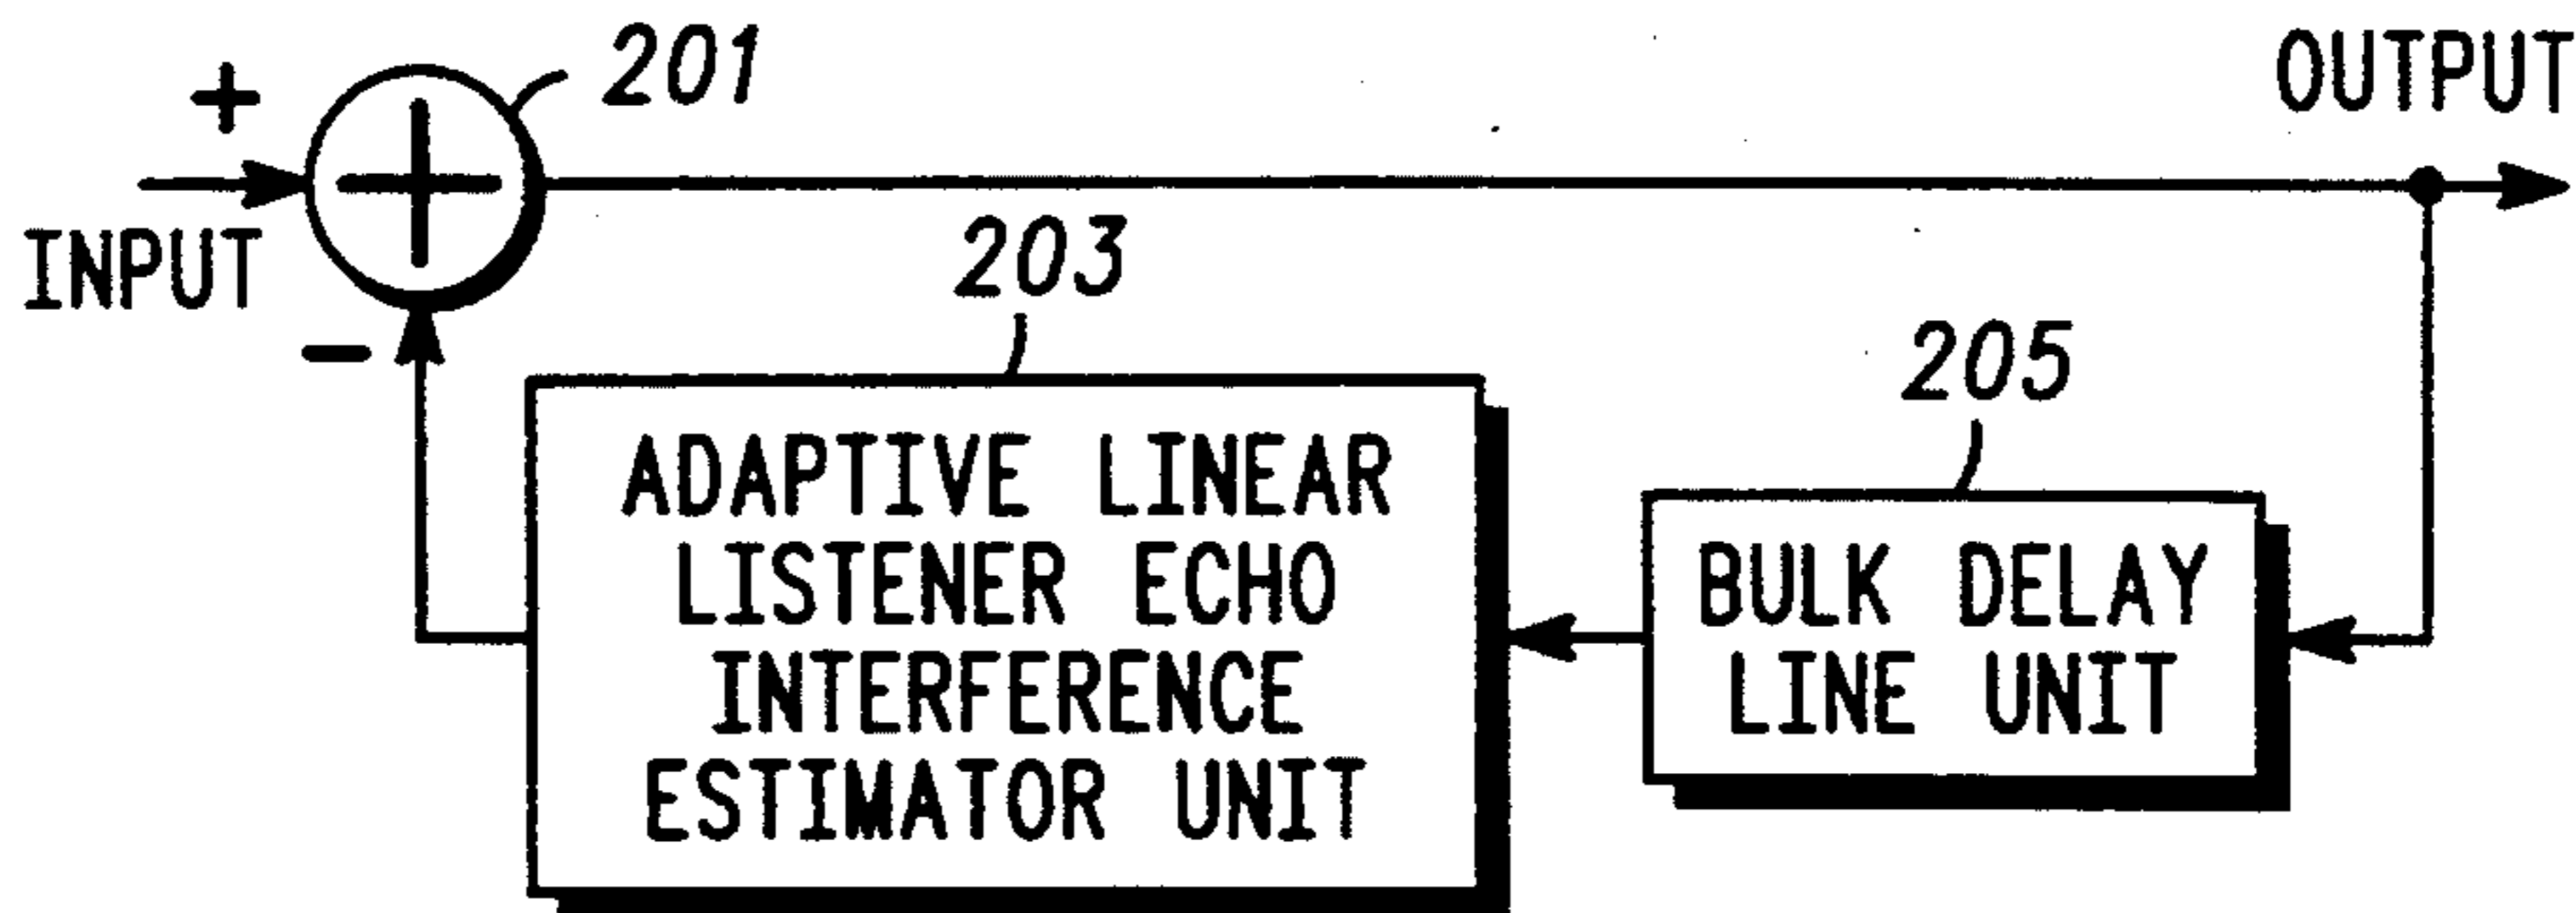 201
OUTPUT
+
INPUT
-
203
205
ADAPTIVE LINEAR
LISTENER ECHO
INTERFERENCE
ESTIMATOR UNIT
BULK DELAY
LINE UNIT